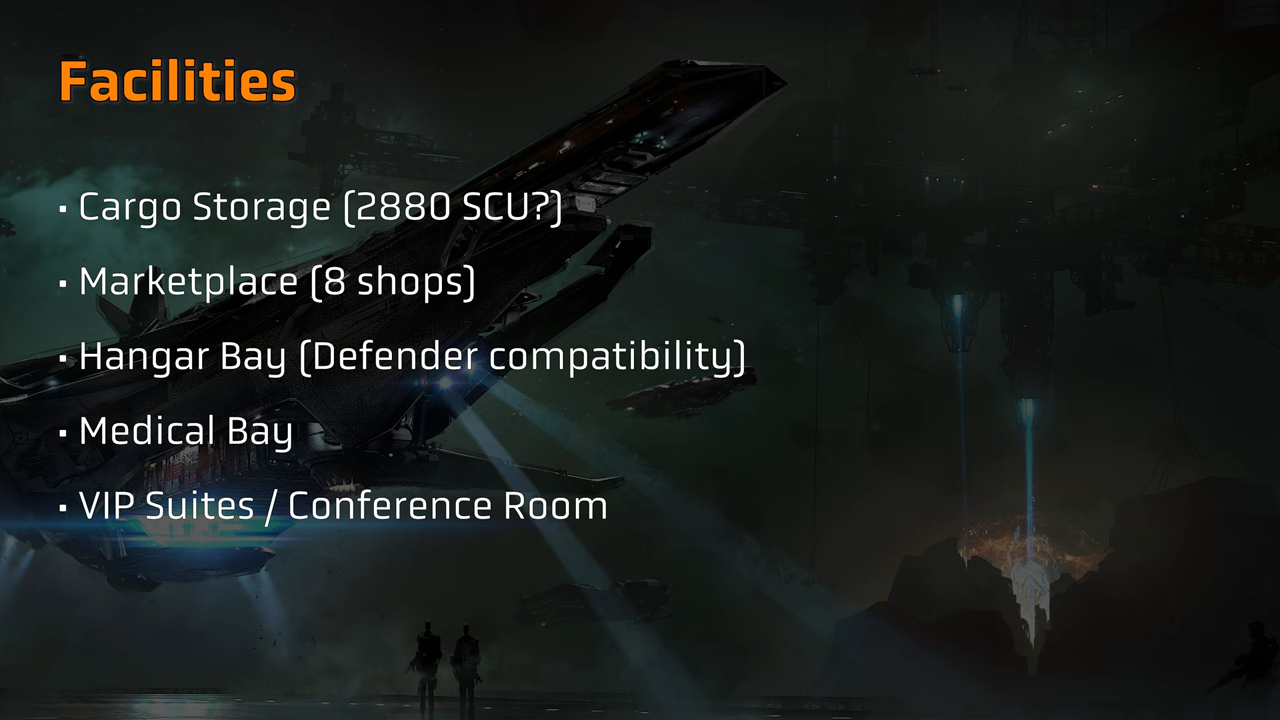 Facilities
▪ Cargo Storage (2880 SCU?)
▪ Marketplace (8 shops)
▪ Hangar Bay (Defender compatibility)
▪ Medical Bay
▪ VIP Suites / Conference Room